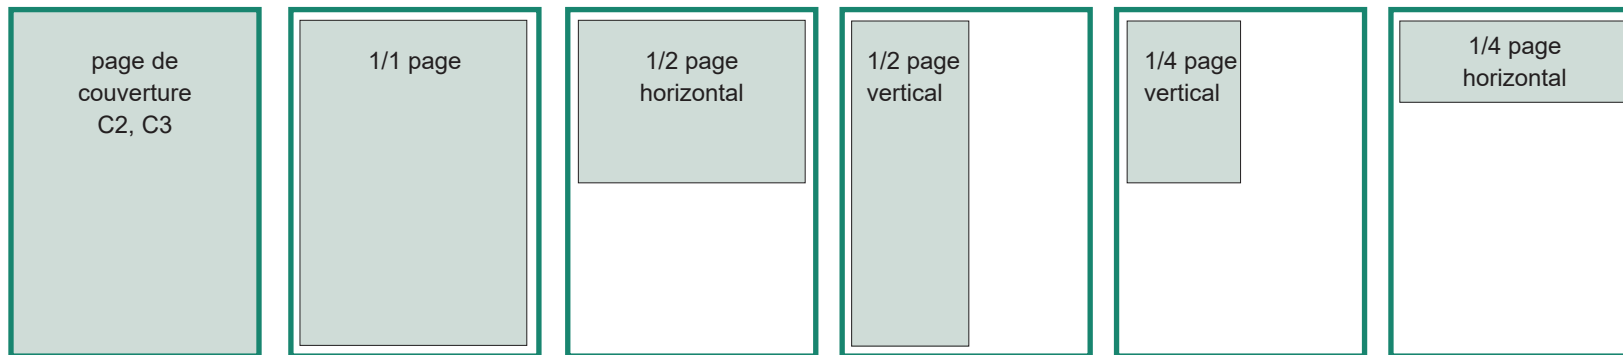 page de
couverture
C2, C3
1/1 page
1/2 page
horizontal
1/2 page
vertical
1/4 page
vertical
1/4 page
horizontal